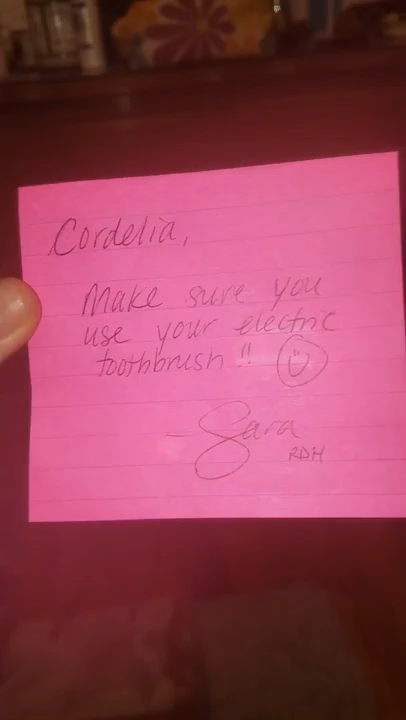 Cordelia,
Make sure you
use your electric
toothbrush !!
- Sara
RDH